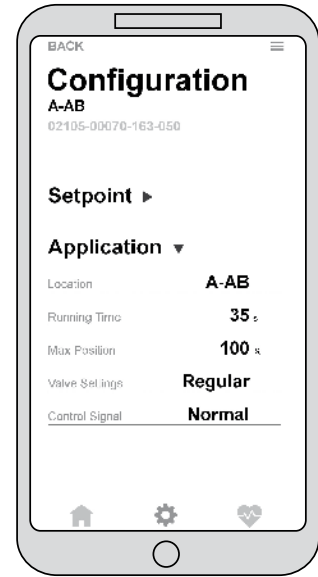 BACK
Configuration
A-AB
02105-00070-163-050
Setpoint
Application
Location A-AB
Running Time 35 s
Max Position 100 %
Valve Settings Regular
Control Signal Normal